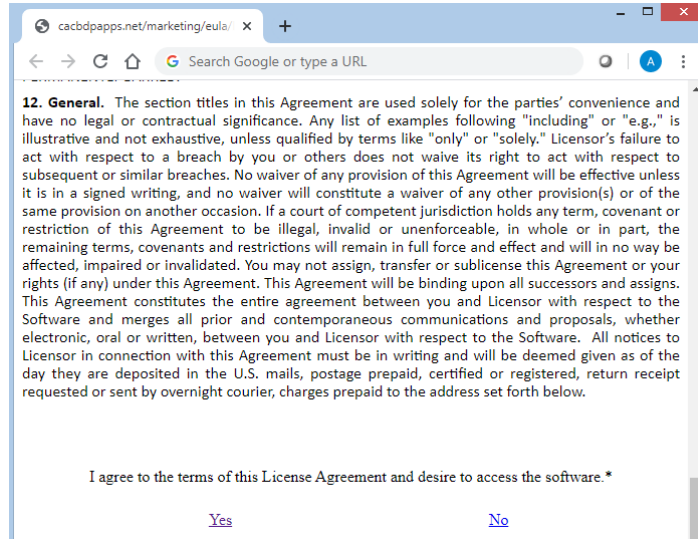 cacbdpapps.net/marketing/eula/
Search Google or type a URL
A
12. General. The section titles in this Agreement are used solely for the parties’ convenience and
have no legal or contractual significance. Any list of examples following "including" or "e.g.," is
illustrative and not exhaustive, unless qualified by terms like "only" or "solely." Licensor’s failure to
act with respect to a breach by you or others does not waive its right to act with respect to
subsequent or similar breaches. No waiver of any provision of this Agreement will be effective unless
it is in a signed writing, and no waiver will constitute a waiver of any other provision(s) or of the
same provision on another occasion. If a court of competent jurisdiction holds any term, covenant or
restriction of this Agreement to be illegal, invalid or unenforceable, in whole or in part, the
remaining terms, covenants and restrictions will remain in full force and effect and will in no way be
affected, impaired or invalidated. You may not assign, transfer or sublicense this Agreement or your
rights (if any) under this Agreement. This Agreement will be binding upon all successors and assigns.
This Agreement constitutes the entire agreement between you and Licensor with respect to the
Software and merges all prior and contemporaneous communications and proposals, whether
electronic, oral or written, between you and Licensor with respect to the Software. All notices to
Licensor in connection with this Agreement must be in writing and will be deemed given as of the
day they are deposited in the U.S. mails, postage prepaid, certified or registered, return receipt
requested or sent by overnight courier, charges prepaid to the address set forth below.
I agree to the terms of this License Agreement and desire to access the software.*
Yes No